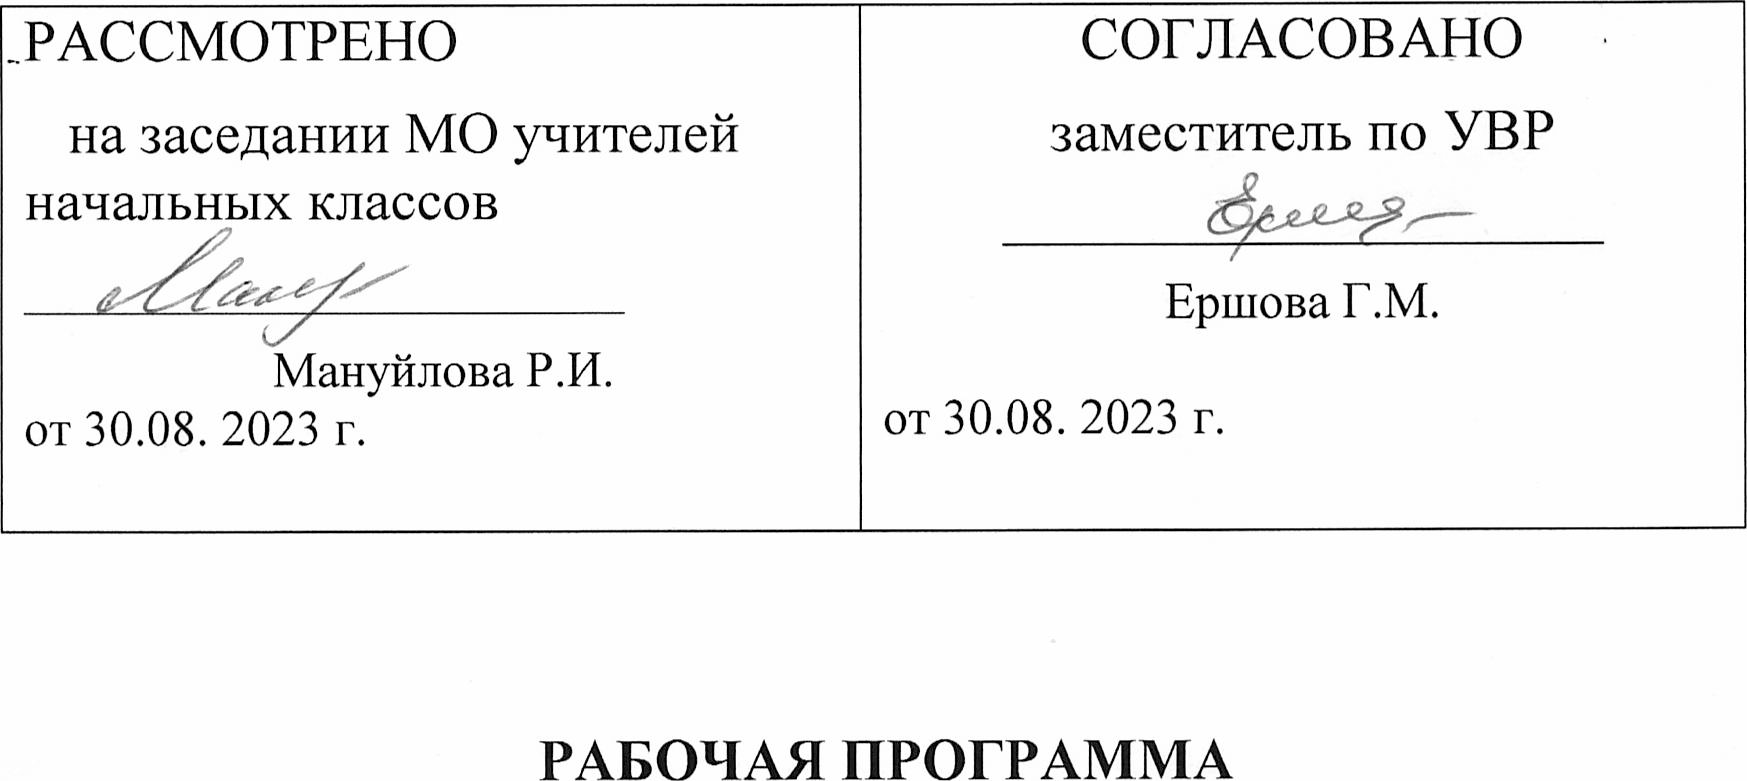 РАССМОТРЕНО
на заседании МО учителей
начальных классов
Мануйлова Р.И.
от 30.08. 2023 г.
СОГЛАСОВАНО
заместитель по УВР
Ершова Г.М.
от 30.08. 2023 г.
РАБОЧАЯ ПРОГРАММА